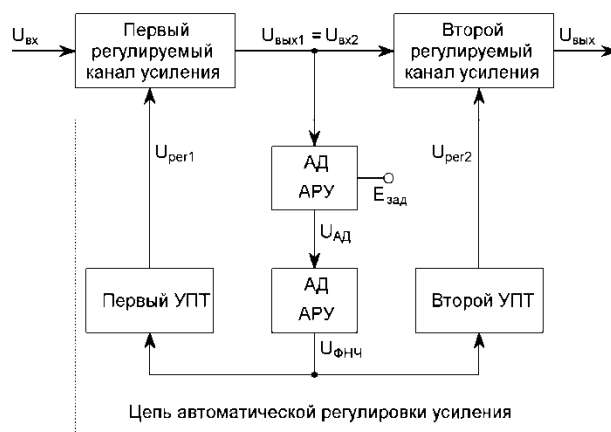 Uвх
Первый
регулируемый
канал усиления
Uвых1 = Uвх2
Второй
регулируемый
канал усиления
Uвых
Uрег1
АД
АРУ
Eзад
Uрег2
UАД
Первый УПТ
АД
АРУ
Второй УПТ
UФНЧ
Цепь автоматической регулировки усиления